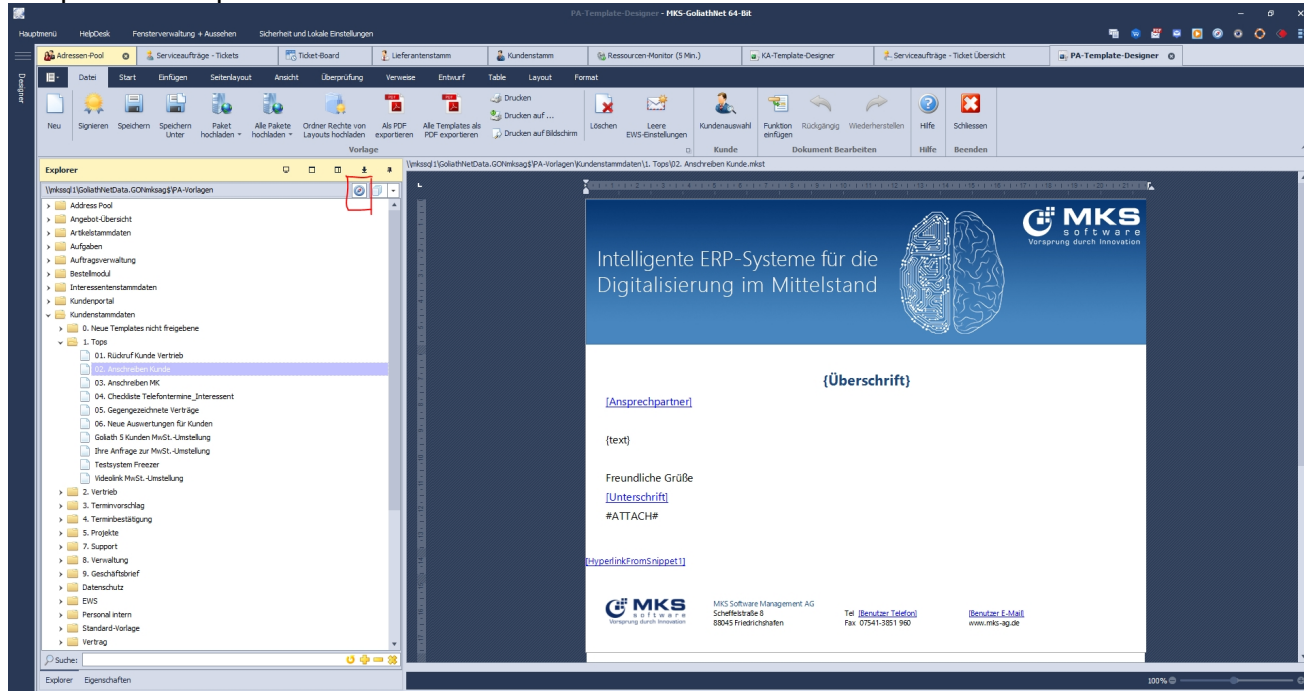 PA-Template-Designer - MKS-GoliathNet 64-Bit
Hauptmenü HelpDesk Fensterverwaltung + Aussehen Sicherheit und Lokale Einstellungen
Adressen-Pool Serviceaufträge - Tickets Ticket-Board Lieferantenstamm Kundenstamm Ressourcen-Monitor (5 Min.) KA-Template-Designer Serviceaufträge - Ticket Übersicht PA-Template-Designer
Designer
Datei Start Einfügen Seitenlayout Ansicht Überprüfung Verweise Entwurf Table Layout Format
Neu Signieren Speichern Speichern Unter Paket hochladen Alle Pakete hochladen Ordner Rechte von Layouts hochladen Als PDF exportieren Alle Templates als PDF exportieren
Drucken
Drucken auf ...
Drucken auf Bildschirm
Löschen Leere EWS-Einstellungen Kundenauswahl Funktion einfügen Rückgängig Wiederherstellen Hilfe Schliessen
Vorlage Kunde Dokument Bearbeiten Hilfe Beenden
Explorer
\\mkssql1\GoliathNetData.GONmksag$\PA-Vorlagen\Kundenstammdaten\1. Tops\02. Anschreiben Kunde.mkst
\\mkssql1\GoliathNetData.GONmksag$\PA-Vorlagen
Address Pool
Angebot-Übersicht
Artikelstammdaten
Aufgaben
Auftragsverwaltung
Bestellmodul
Interessentenstammdaten
Kundenportal
Kundenstammdaten
0. Neue Templates nicht freigebene
1. Tops
01. Rückruf Kunde Vertrieb
02. Anschreiben Kunde
03. Anschreiben MK
04. Checkliste Telefontermine_Interessent
05. Gegengezeichnete Verträge
06. Neue Auswertungen für Kunden
Goliath 5 Kunden MwSt.-Umstellung
Ihre Anfrage zur MwSt.-Umstellung
Testsystem Freezer
Videolink MwSt.-Umstellung
2. Vertrieb
3. Terminvorschlag
4. Terminbestätigung
5. Projekte
7. Support
8. Verwaltung
9. Geschäftsbrief
Datenschutz
EWS
Personal intern
Standard-Vorlage
Vertrag
Suche:
Explorer Eigenschaften
Intelligente ERP-Systeme für die
Digitalisierung im Mittelstand
MKS
software
Vorsprung durch Innovation
{Überschrift}
[Ansprechpartner]
{text}
Freundliche Grüße
[Unterschrift]
#ATTACH#
[HyperlinkFromSnippet1]
MKS
software
Vorsprung durch Innovation
MKS Software Management AG
Scheffelstraße 8 Tel [Benutzer Telefon] [Benutzer E-Mail]
88045 Friedrichshafen Fax 07541-3851 960 www.mks-ag.de
100%